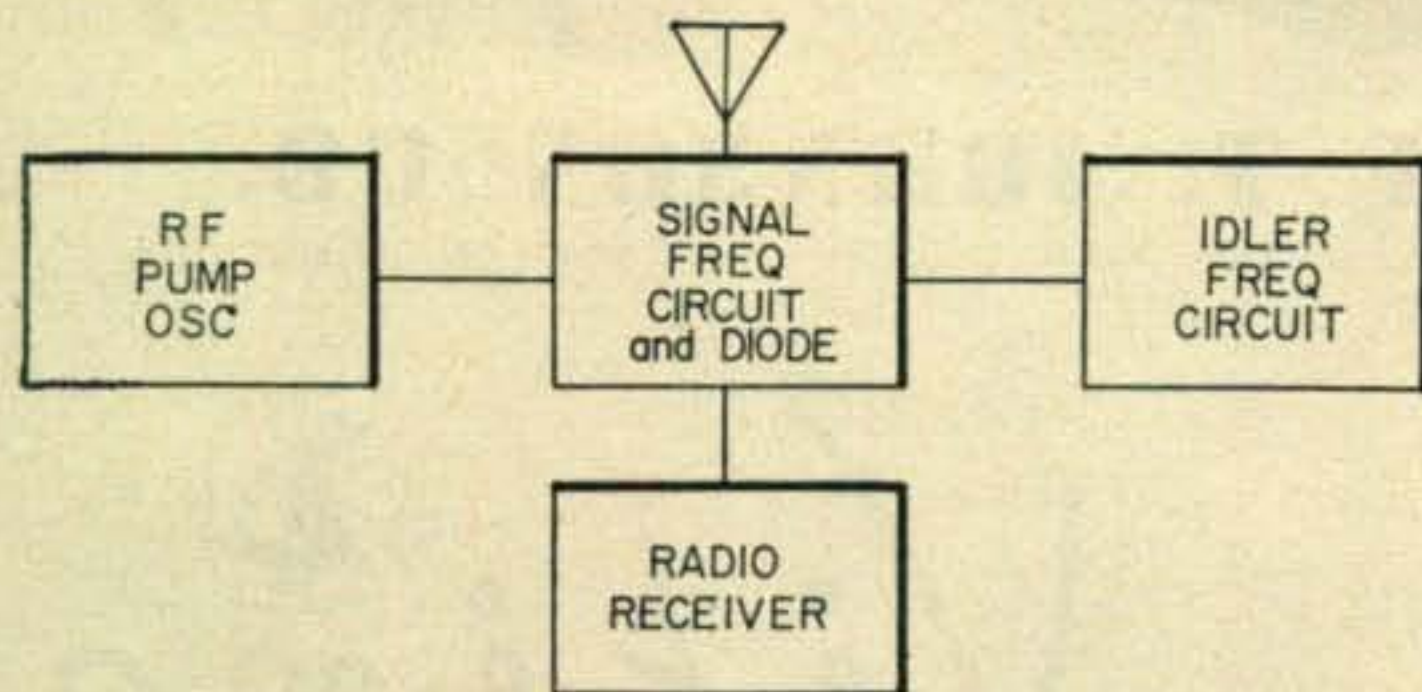 RF
PUMP
OSC
SIGNAL
FREQ
CIRCUIT
and DIODE
IDLER
FREQ
CIRCUIT
RADIO
RECEIVER